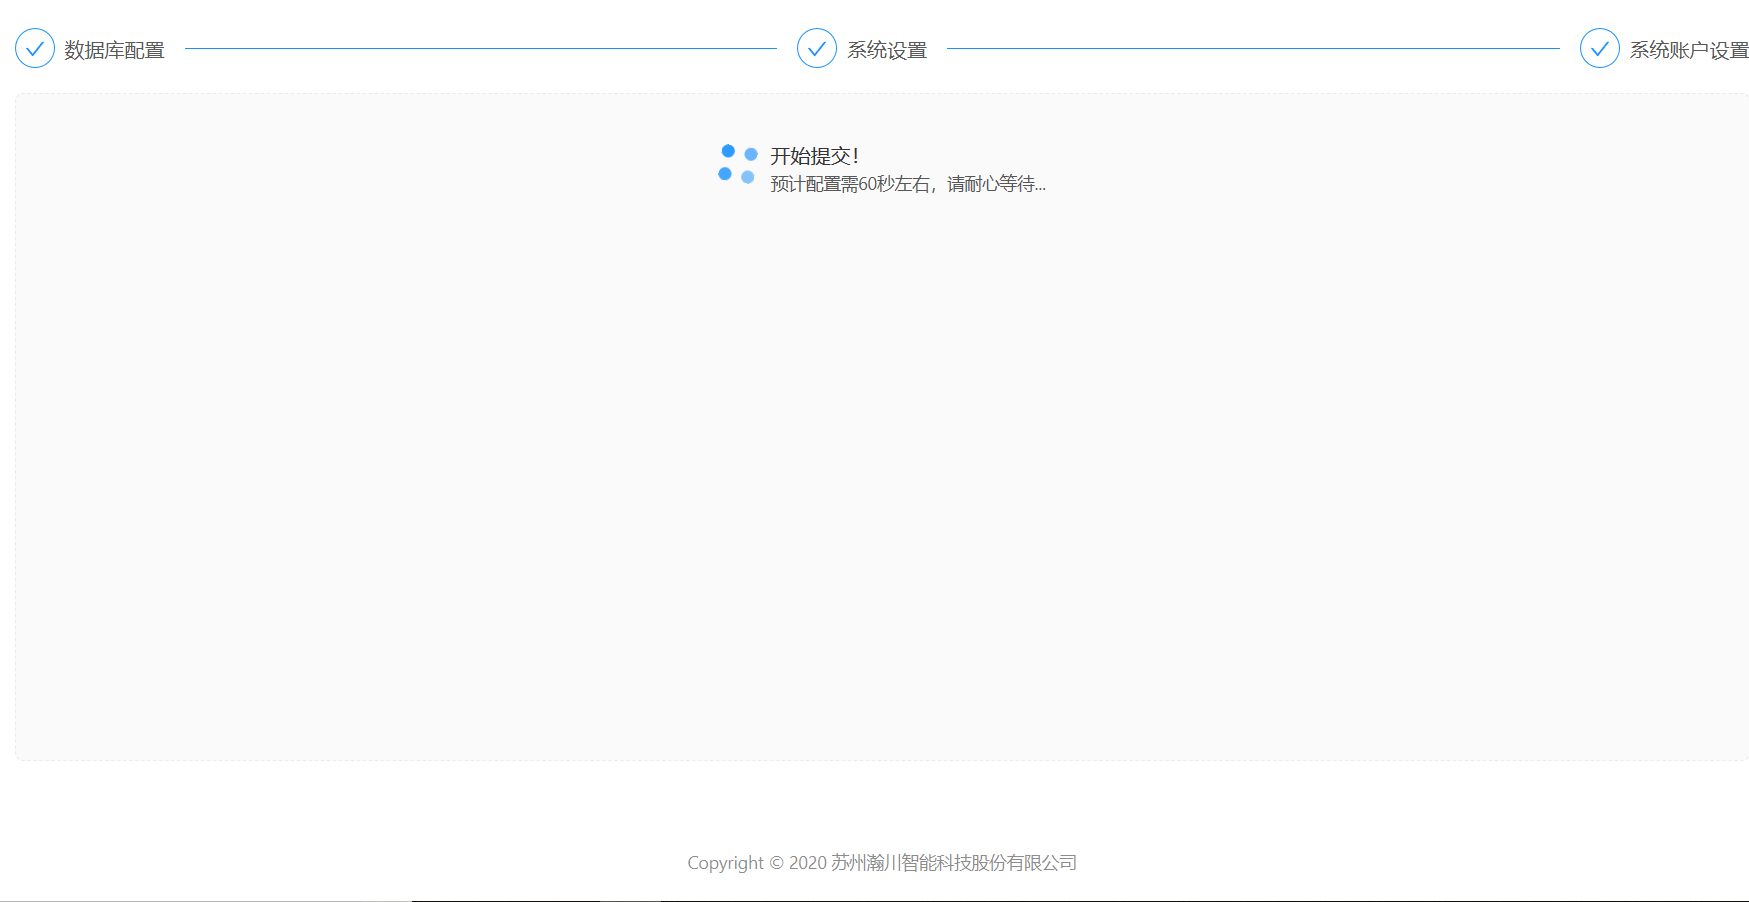 数据库配置
系统设置
系统账户设置
开始提交！
预计配置需60秒左右，请耐心等待...
Copyright © 2020 苏州瀚川智能科技股份有限公司